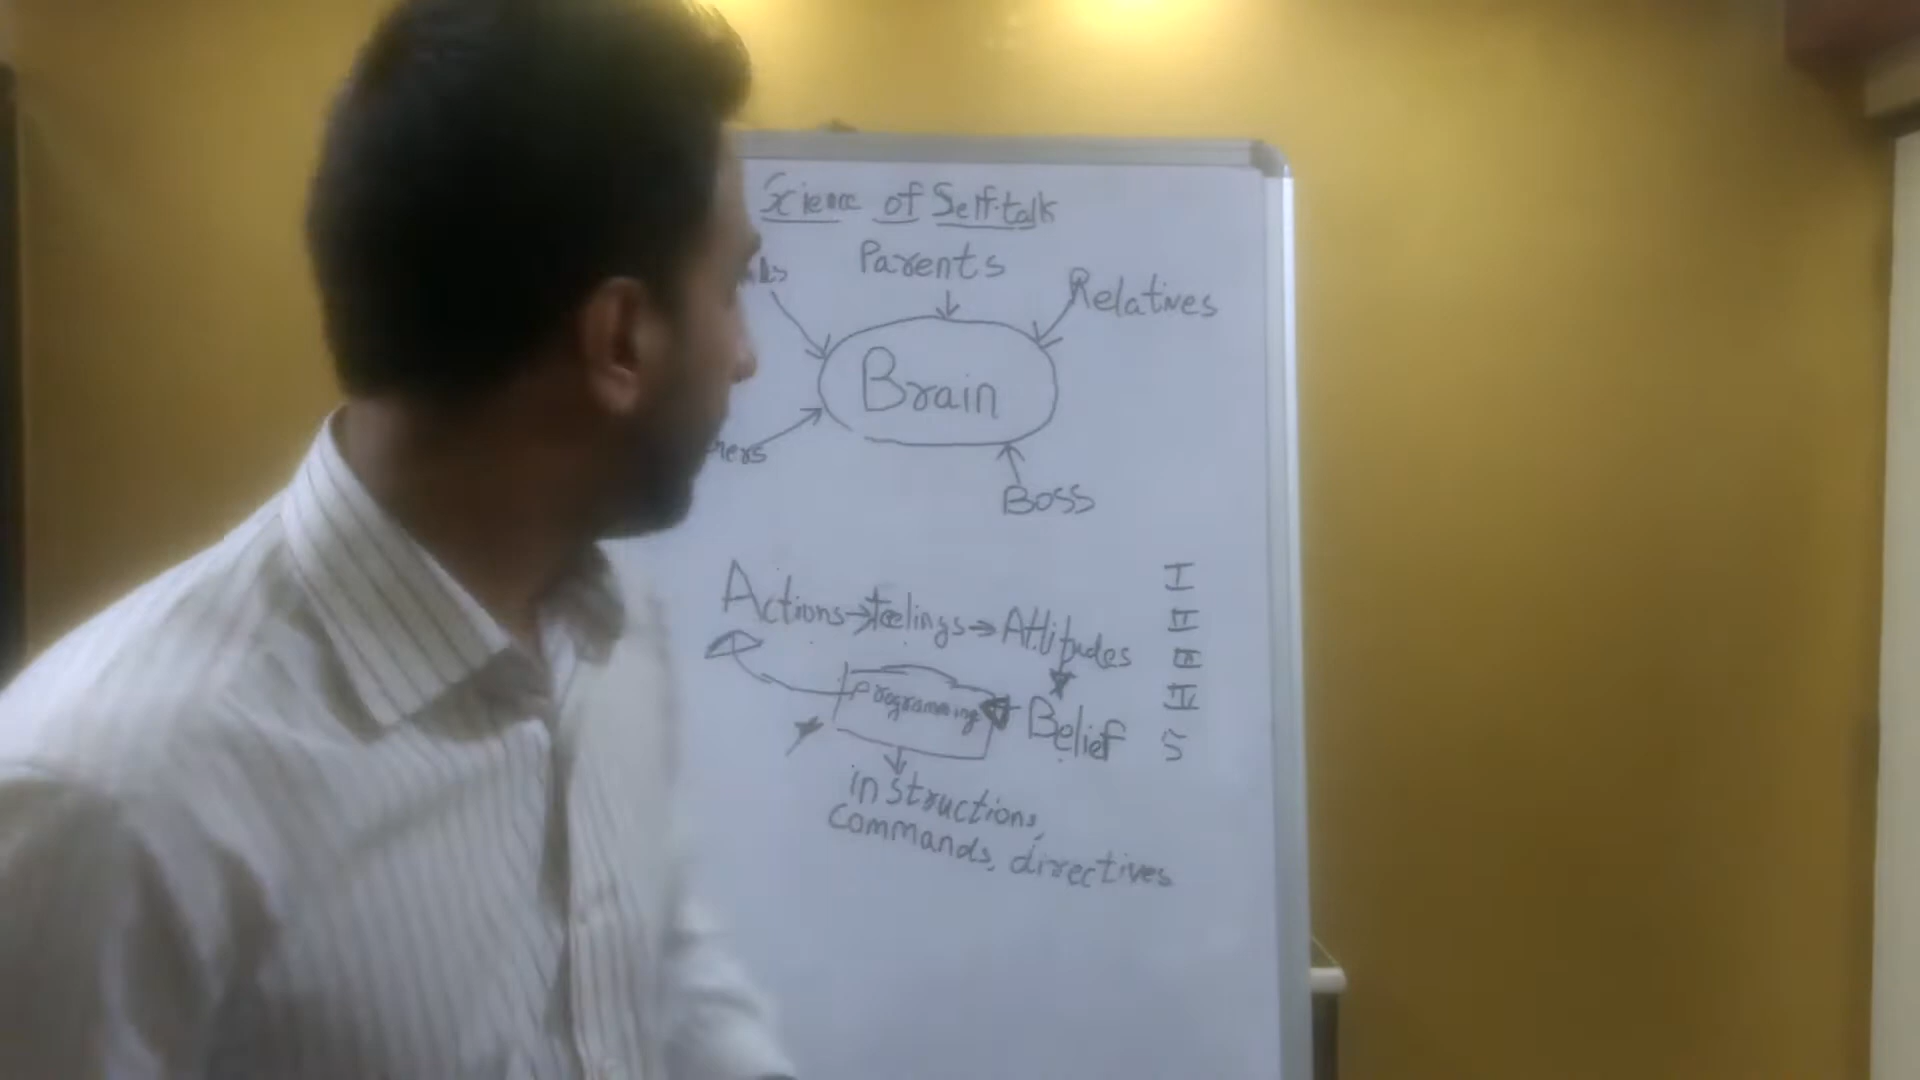 Science of Self-talk
Parents
Relatives
Brain
Boss
Actions→feelings→Attitudes
Programming
Belief
instructions,
commands, directives
I
II
III
IV
5